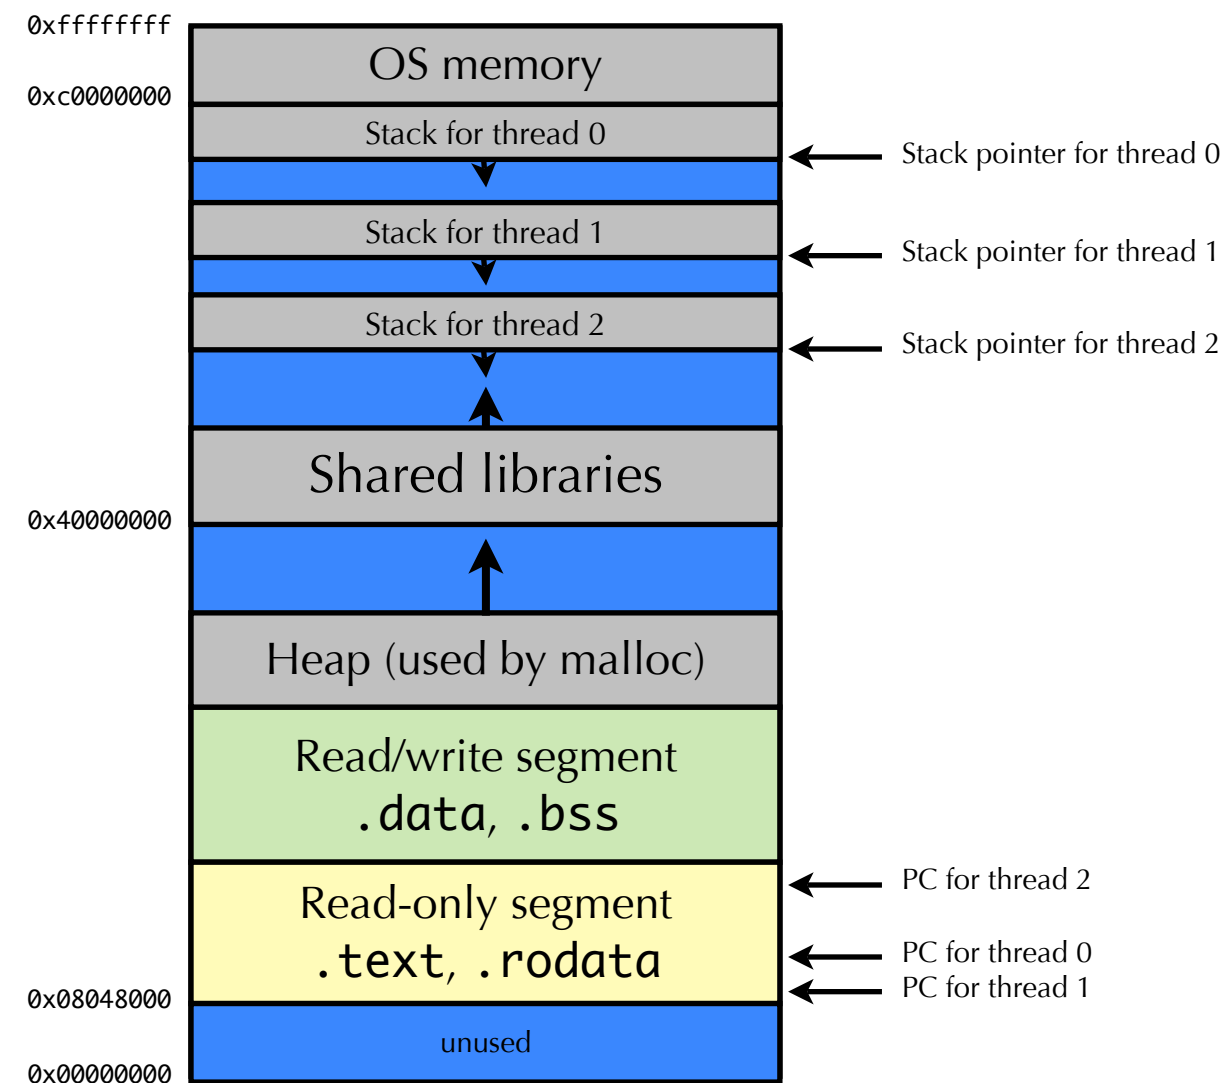 0xffffffff
OS memory
0xc0000000
Stack for thread 0
Stack pointer for thread 0
Stack for thread 1
Stack pointer for thread 1
Stack for thread 2
Stack pointer for thread 2
Shared libraries
0x40000000
Heap (used by malloc)
Read/write segment
.data, .bss
PC for thread 2
Read-only segment
.text, .rodata
PC for thread 0
PC for thread 1
0x08048000
unused
0x00000000